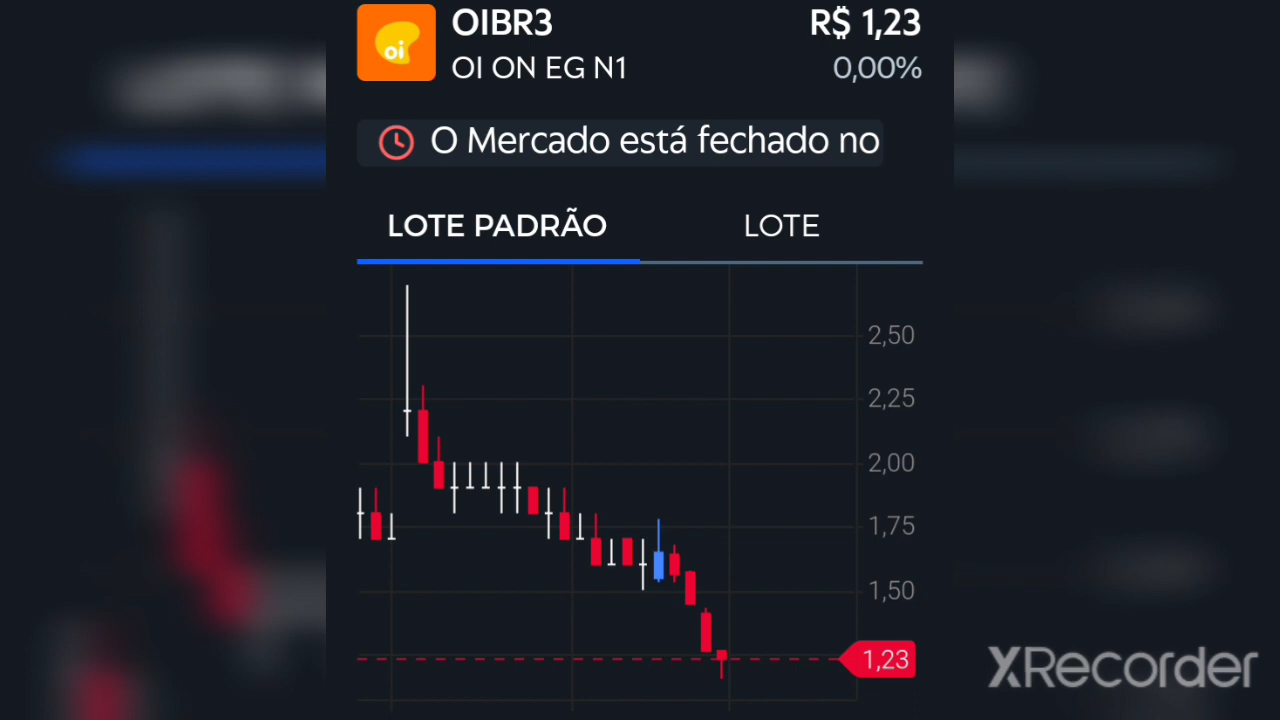 OIBR3
R$ 1,23
oi
OI ON EG N1
0,00%
O Mercado está fechado no
LOTE PADRÃO
LOTE
2,50
2,25
2,00
1,75
1,50
1,23
XRecorder